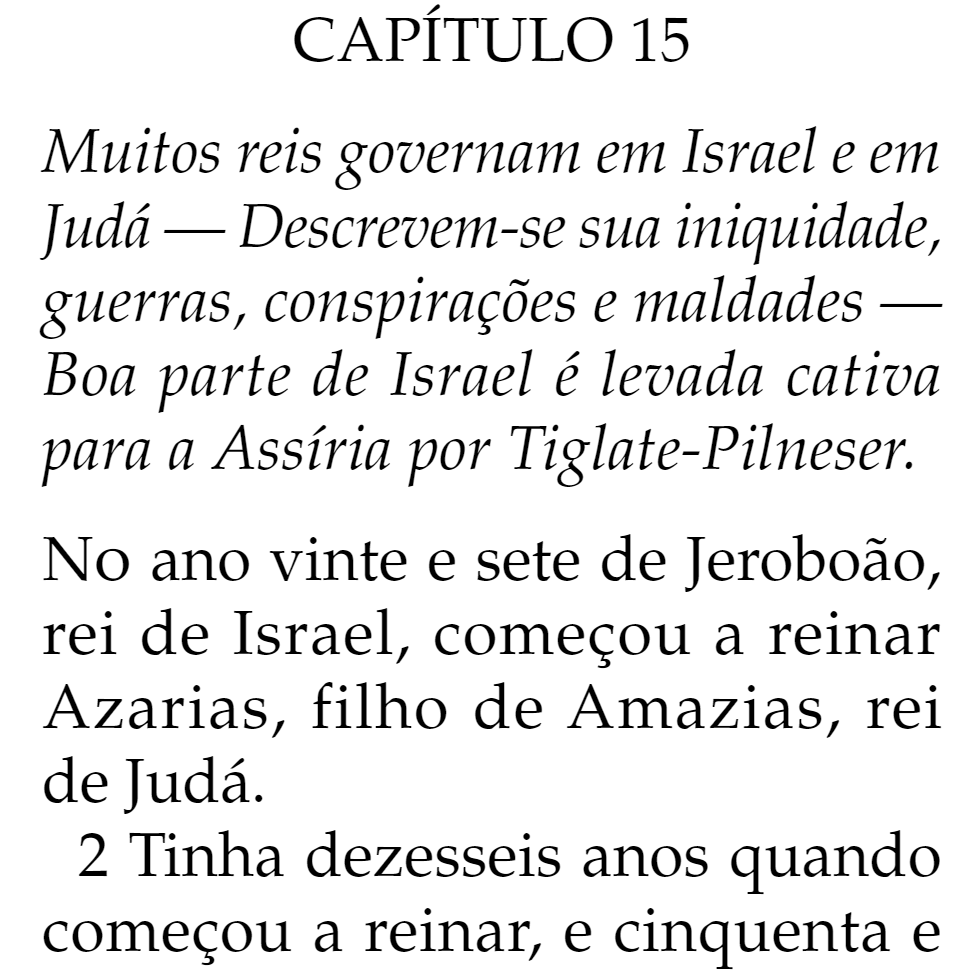 CAPÍTULO 15
Muitos reis governam em Israel e em
Judá — Descrevem-se sua iniquidade,
guerras, conspirações e maldades —
Boa parte de Israel é levada cativa
para a Assíria por Tiglate-Pilneser.
No ano vinte e sete de Jeroboão,
rei de Israel, começou a reinar
Azarias, filho de Amazias, rei
de Judá.
2 Tinha dezesseis anos quando
começou a reinar, e cinquenta e